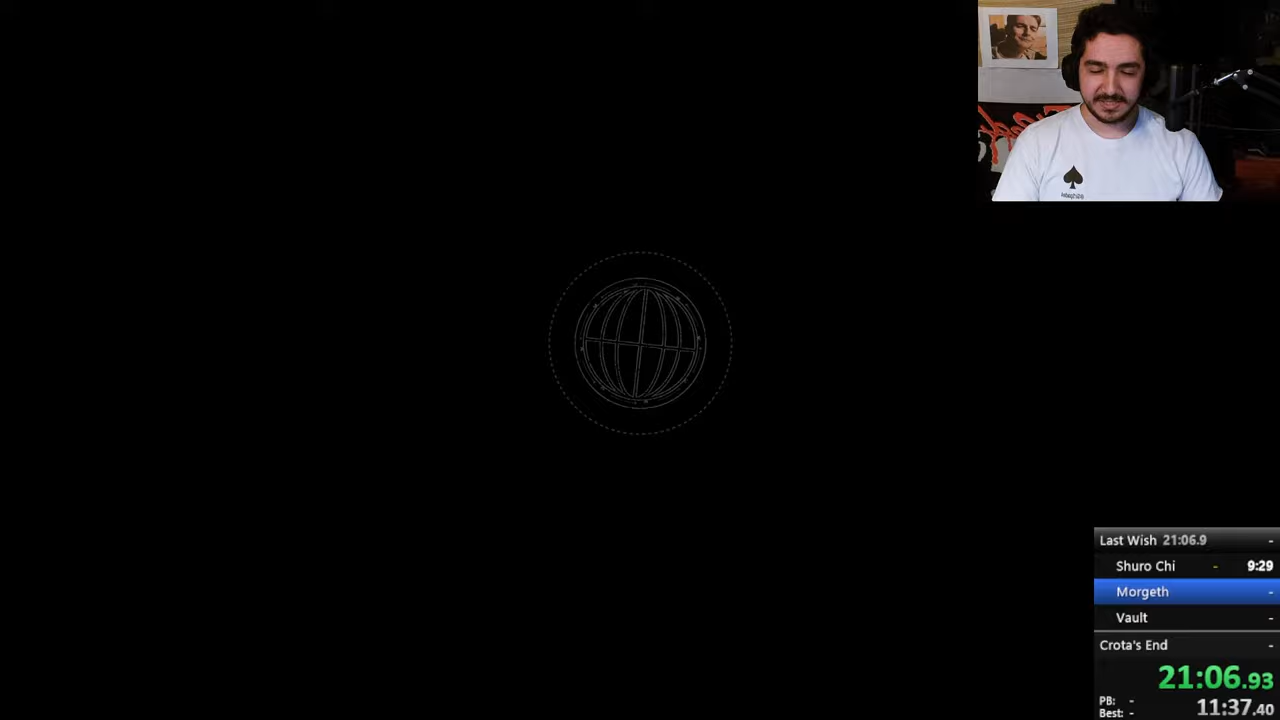 Last Wish 21:06.9 -
Shuro Chi - 9:29
Morgeth -
Vault -
Crota's End -
21:06.93
PB: -
Best: - 11:37.40